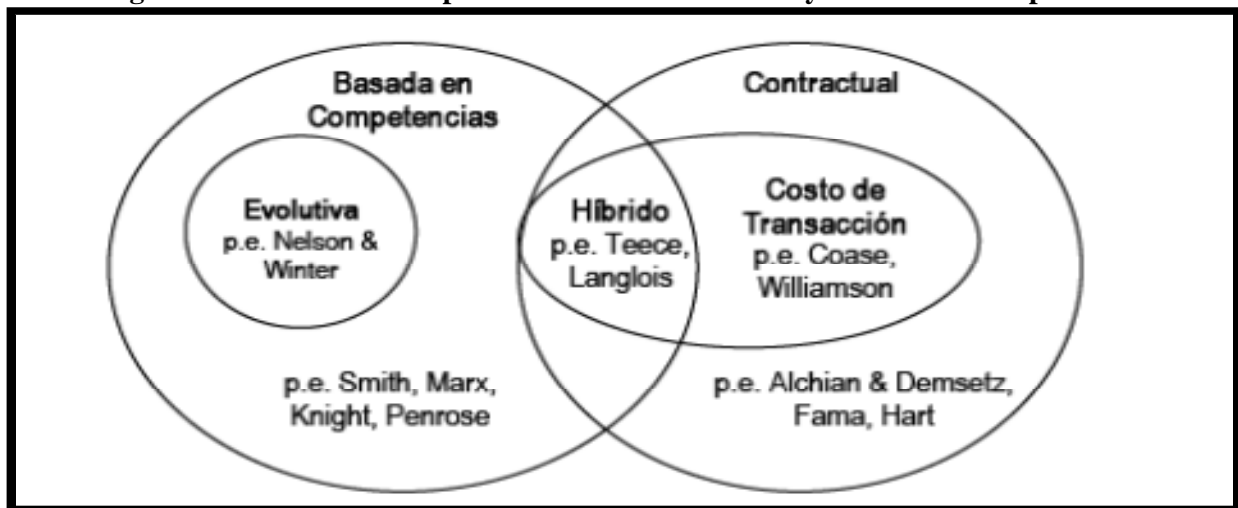 Basada en
Competencias
Contractual
Evolutiva
p.e. Nelson &
Winter
Híbrido
p.e. Teece,
Langlois
Costo de
Transacción
p.e. Coase,
Williamson
p.e. Smith, Marx,
Knight, Penrose
p.e. Alchian & Demsetz,
Fama, Hart